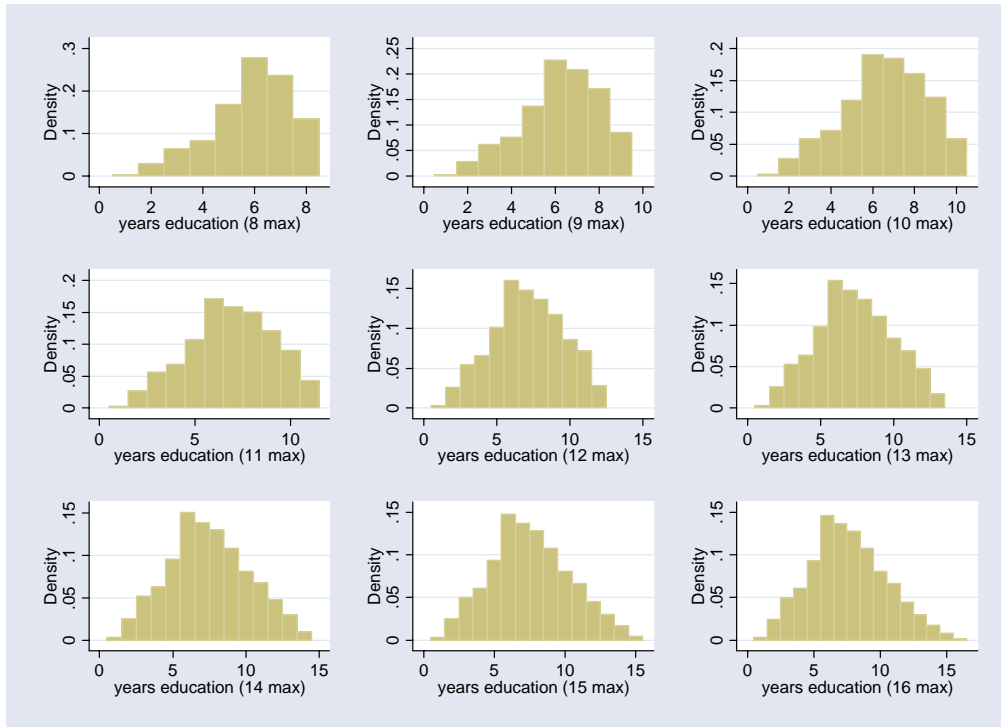 Density
0 .1 .2 .3
0 2 4 6 8
years education (8 max)
Density
0 .05 .1 .15 .2 .25
0 2 4 6 8 10
years education (9 max)
Density
0 .05 .1 .15 .2
0 2 4 6 8 10
years education (10 max)
Density
0 .05 .1 .15 .2
0 5 10
years education (11 max)
Density
0 .05 .1 .15
0 5 10 15
years education (12 max)
Density
0 .05 .1 .15
0 5 10 15
years education (13 max)
Density
0 .05 .1 .15
0 5 10 15
years education (14 max)
Density
0 .05 .1 .15
0 5 10 15
years education (15 max)
Density
0 .05 .1 .15
0 5 10 15
years education (16 max)